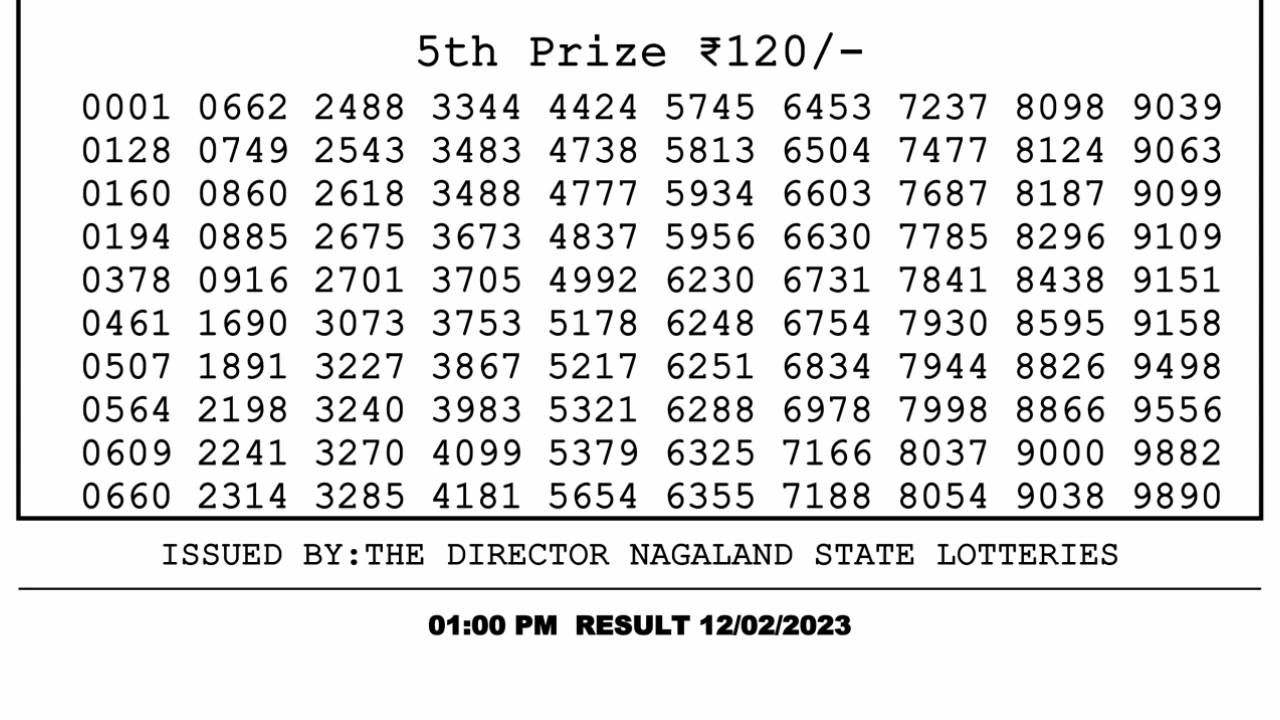 5th Prize ₹120/-
0001 0662 2488 3344 4424 5745 6453 7237 8098 9039
0128 0749 2543 3483 4738 5813 6504 7477 8124 9063
0160 0860 2618 3488 4777 5934 6603 7687 8187 9099
0194 0885 2675 3673 4837 5956 6630 7785 8296 9109
0378 0916 2701 3705 4992 6230 6731 7841 8438 9151
0461 1690 3073 3753 5178 6248 6754 7930 8595 9158
0507 1891 3227 3867 5217 6251 6834 7944 8826 9498
0564 2198 3240 3983 5321 6288 6978 7998 8866 9556
0609 2241 3270 4099 5379 6325 7166 8037 9000 9882
0660 2314 3285 4181 5654 6355 7188 8054 9038 9890
ISSUED BY:THE DIRECTOR NAGALAND STATE LOTTERIES
01:00 PM RESULT 12/02/2023